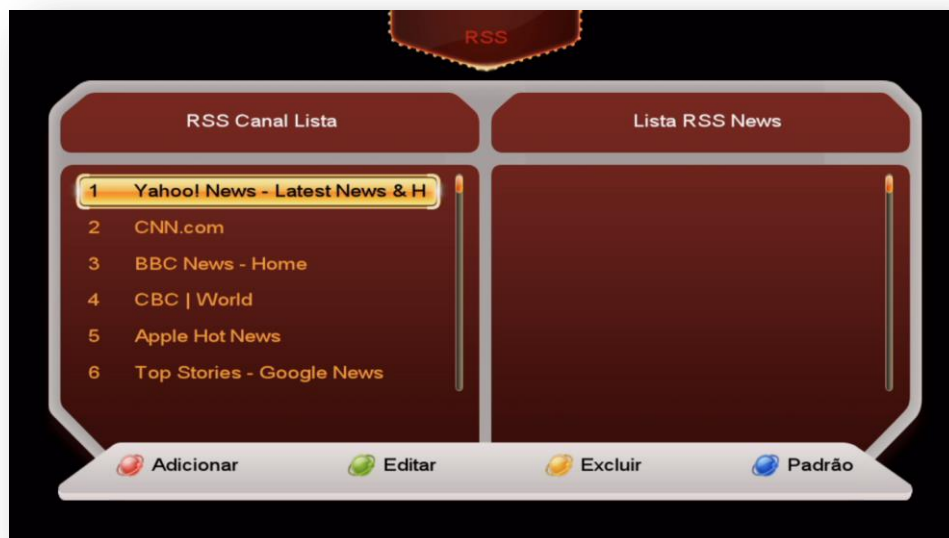 RSS
RSS Canal Lista
Lista RSS News
1 Yahoo! News - Latest News & H
2 CNN.com
3 BBC News - Home
4 CBC | World
5 Apple Hot News
6 Top Stories - Google News
Adicionar Editar Excluir Padrão